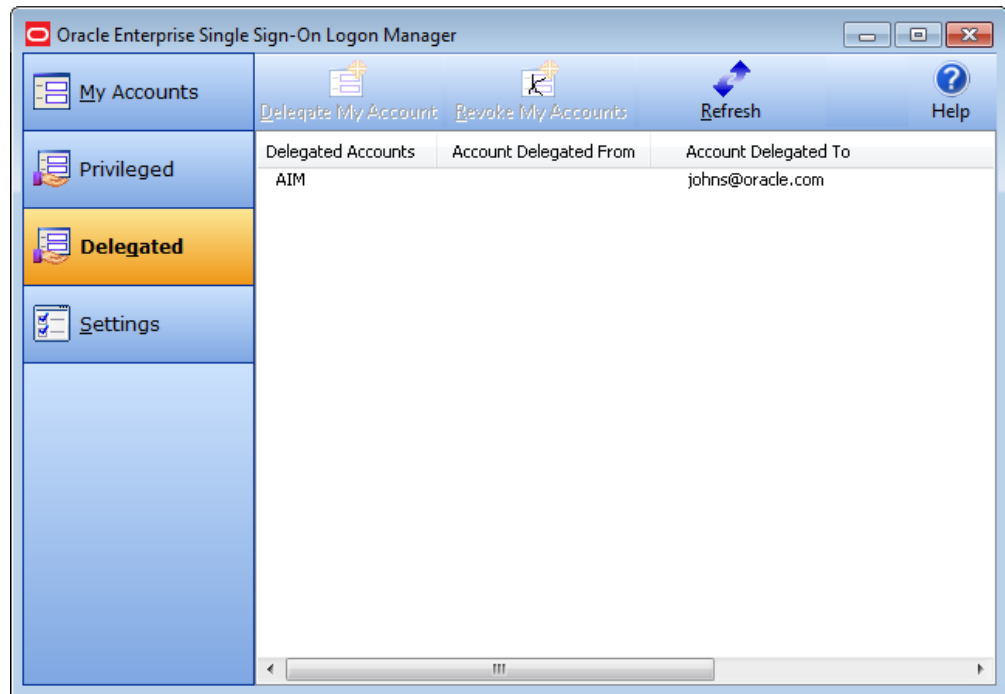 Oracle Enterprise Single Sign-On Logon Manager
My Accounts
Privileged
Delegated
Settings
Delegate My Account
Revoke My Accounts
Refresh
Help
Delegated Accounts
Account Delegated From
Account Delegated To
AIM
johns@oracle.com